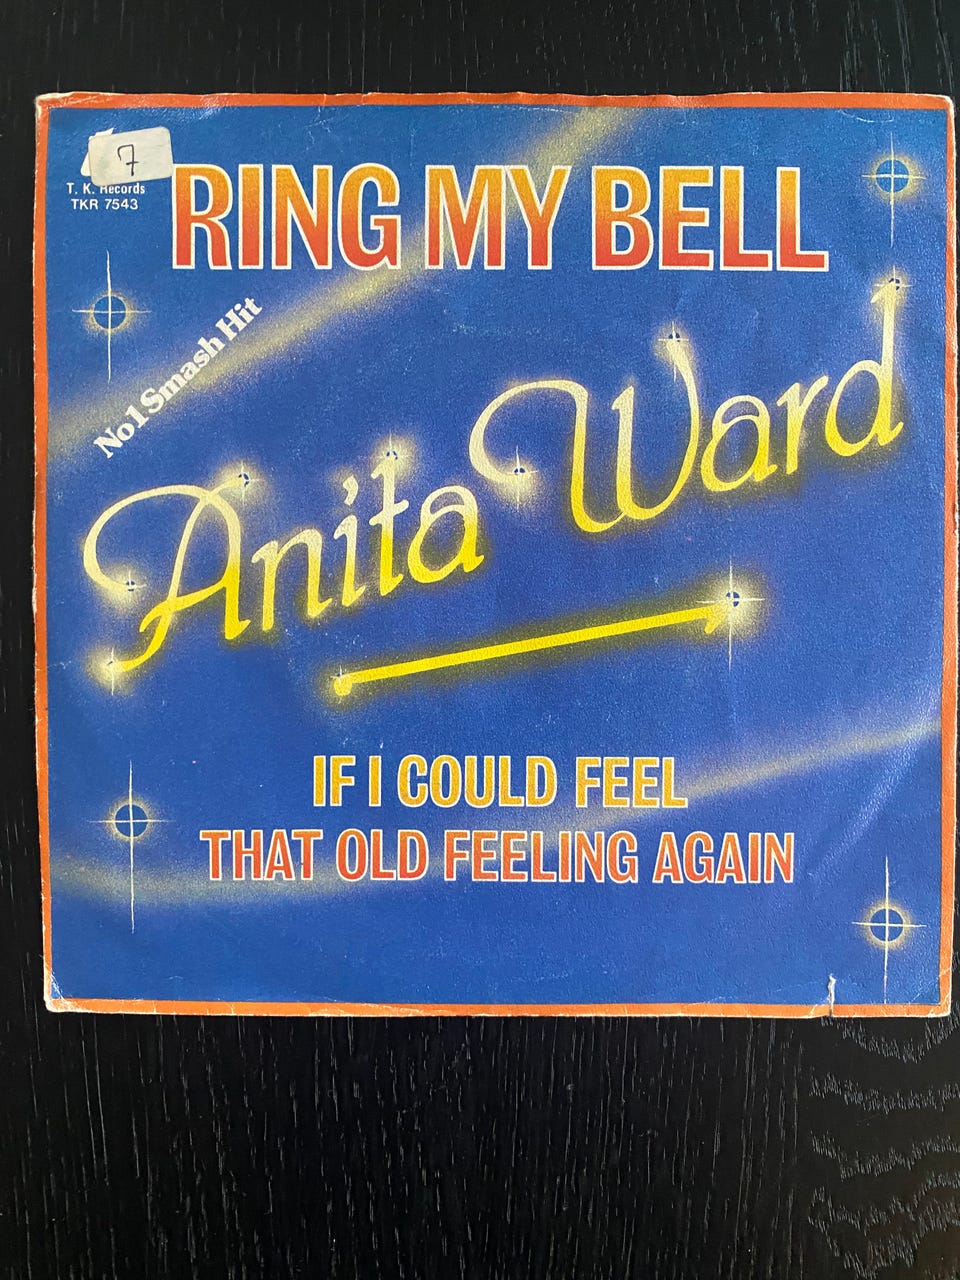 7
T. K. Records
TKR 7543
RING MY BELL
No1 Smash Hit
Anita Ward
IF I COULD FEEL
THAT OLD FEELING AGAIN